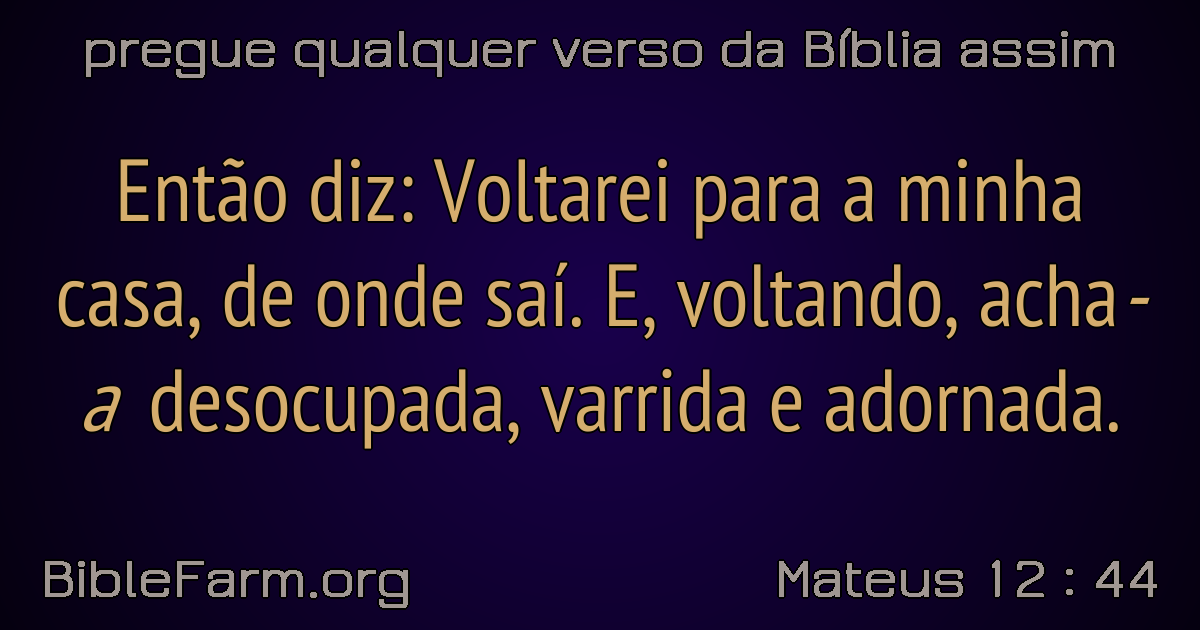 pregue qualquer verso da Bíblia assim
Então diz: Voltarei para a minha
casa, de onde saí. E, voltando, acha-
a desocupada, varrida e adornada.
BibleFarm.org
Mateus 12 : 44